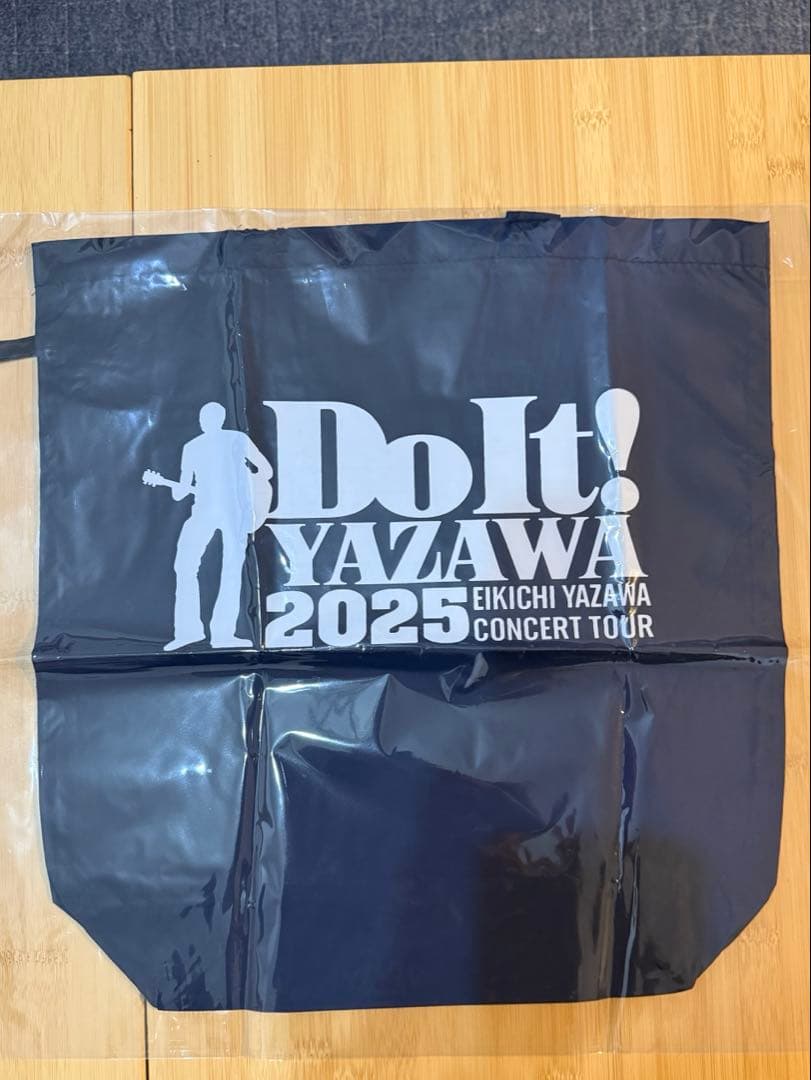 Do It!
YAZAWA
2025 EIKICHI YAZAWA
CONCERT TOUR